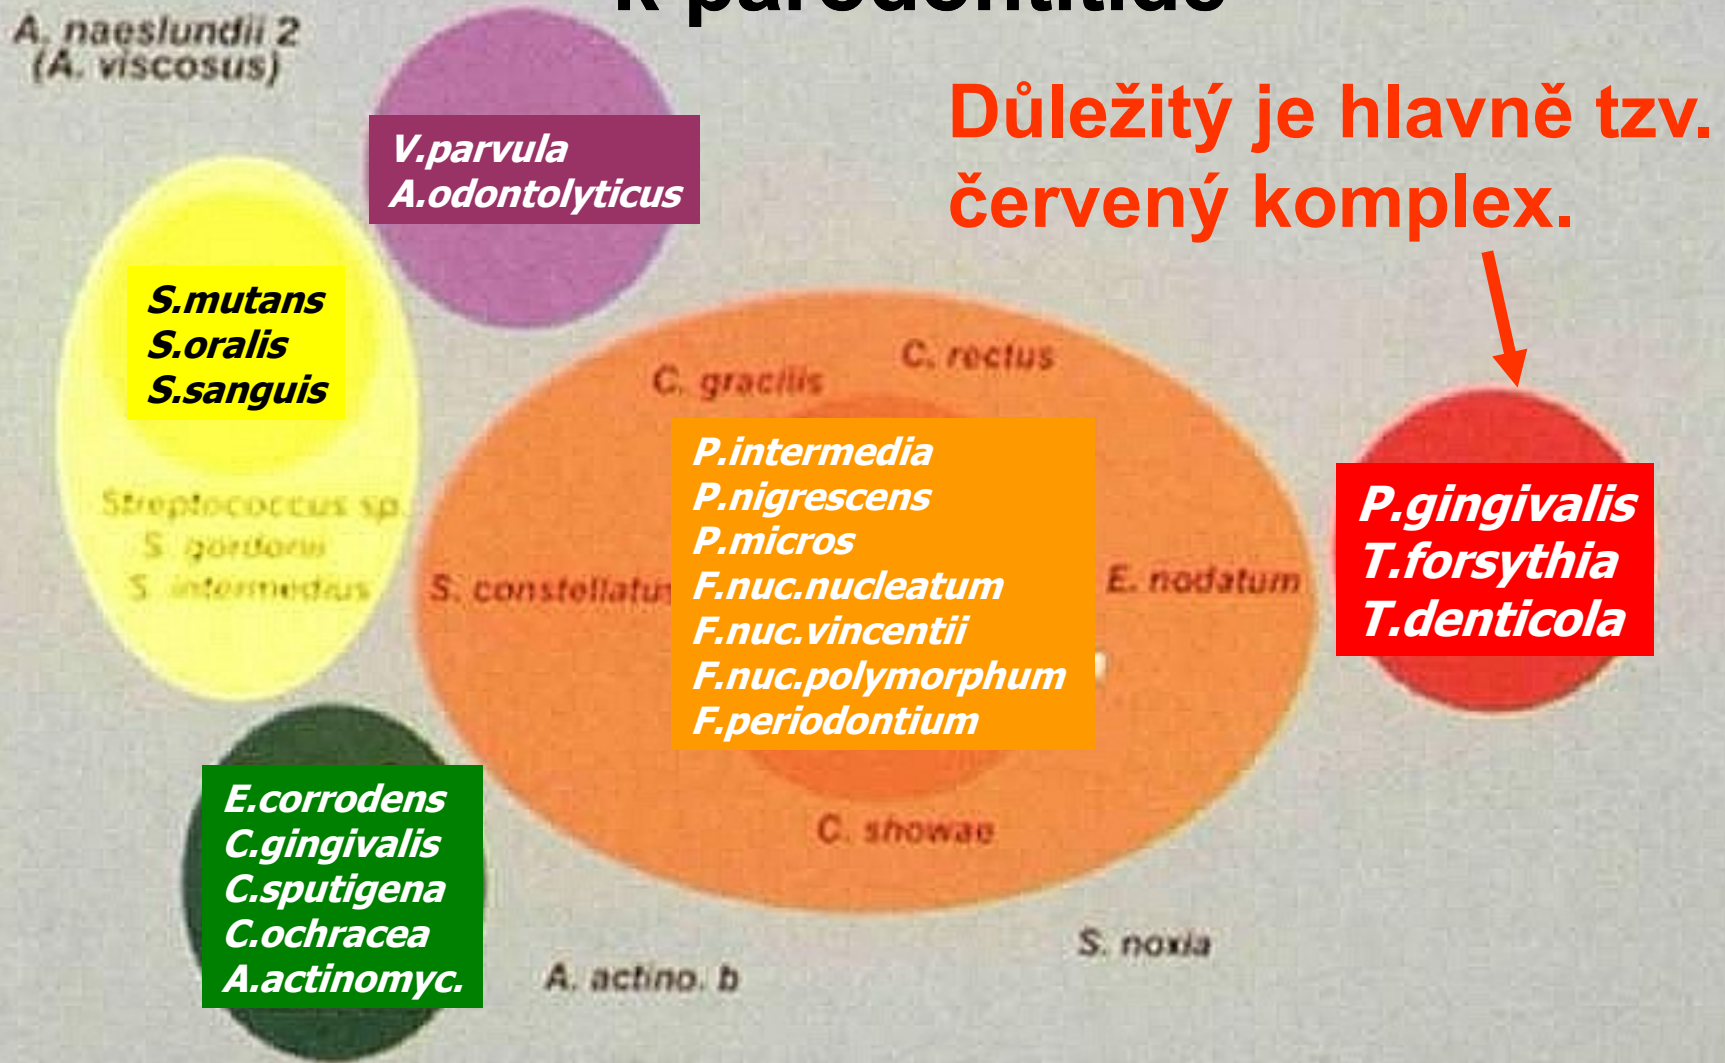 k parodontitidě
A. naeslundii 2
(A. viscosus)
Důležitý je hlavně tzv.
červený komplex.
V.parvula
A.odontolyticus
S.mutans
S.oralis
S.sanguis
Streptococcus sp.
S. gordonii
S. intermedius
C. gracilis
C. rectus
S. constellatus
P.intermedia
P.nigrescens
P.micros
F.nuc.nucleatum
F.nuc.vincentii
F.nuc.polymorphum
F.periodontium
E. nodatum
C. showae
P.gingivalis
T.forsythia
T.denticola
E.corrodens
C.gingivalis
C.sputigena
C.ochracea
A.actinomyc.
A. actino. b
S. noxia